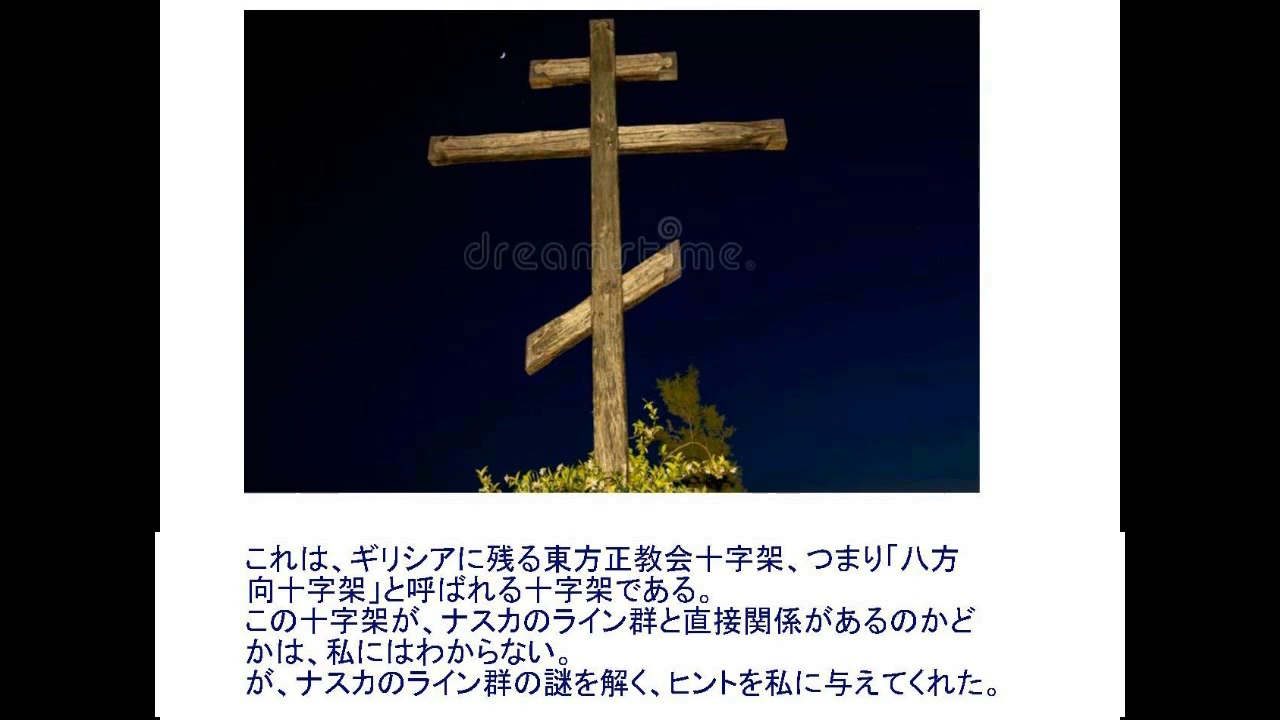 dreamstime.
これは、ギリシアに残る東方正教会十字架、つまり「八方
向十字架」と呼ばれる十字架である。
この十字架が、ナスカのライン群と直接関係があるのかど
かは、私にはわからない。
が、ナスカのライン群の謎を解く、ヒントを私に与えてくれた。